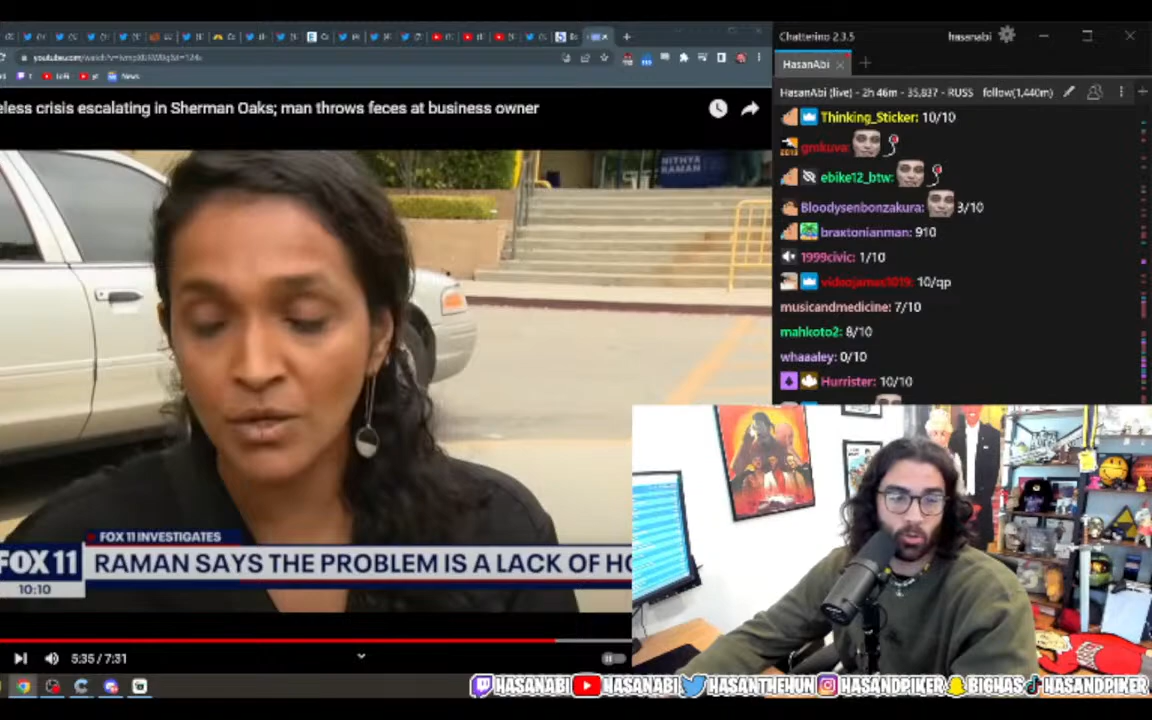 Chatterino 2.3.5
hasanabi
HasanAbi
HasanAbi (live) - 2h 46m - 35,837 - RUSS follow(1,440m)
News
eless crisis escalating in Sherman Oaks; man throws feces at business owner
Thinking_Sticker: 10/10
gmkuva:
ebike12_btw:
Bloodysenbonzakura: 3/10
braxtonianman: 910
1999civic: 1/10
videojames1019: 10/qp
musicandmedicine: 7/10
mahkoto2: 8/10
whaaaley: 0/10
Hurrister: 10/10
NITHYA
RAMAN
FOX 11 INVESTIGATES
FOX 11
10:10
RAMAN SAYS THE PROBLEM IS A LACK OF HO
5:35 / 7:31
HASANABI HASANABI HASANTHEHUN HASANDPIKER BIGHAS HASANDPIKER